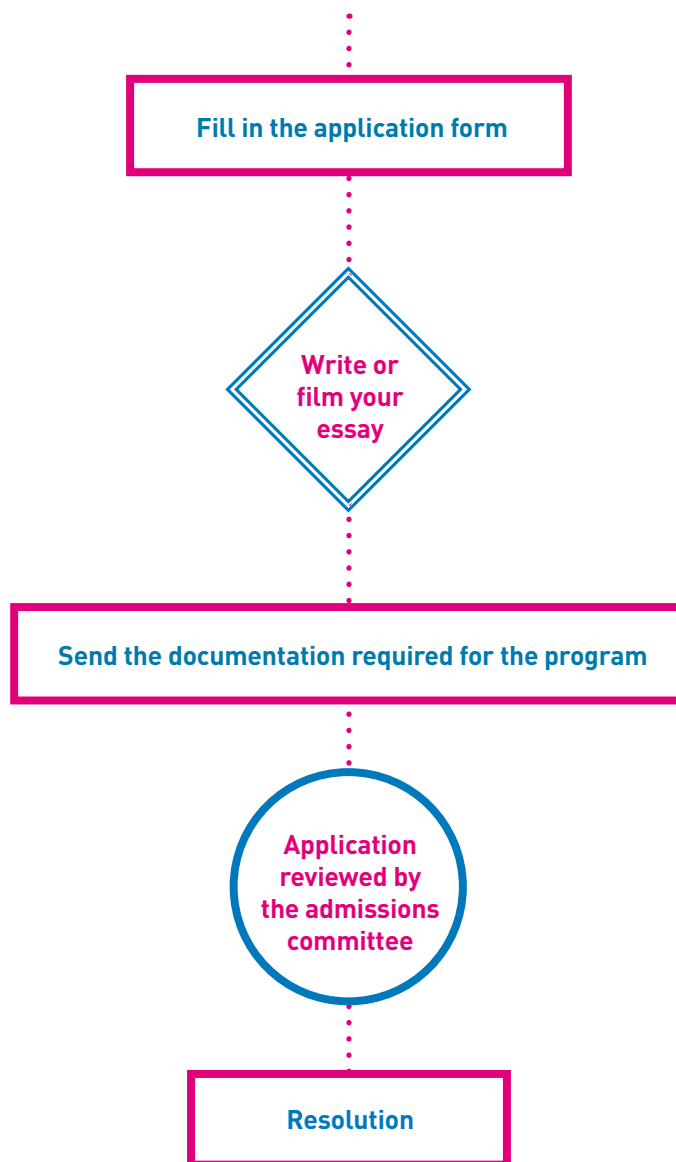 Fill in the application form
Write or
film your
essay
Send the documentation required for the program
Application
reviewed by
the admissions
committee
Resolution